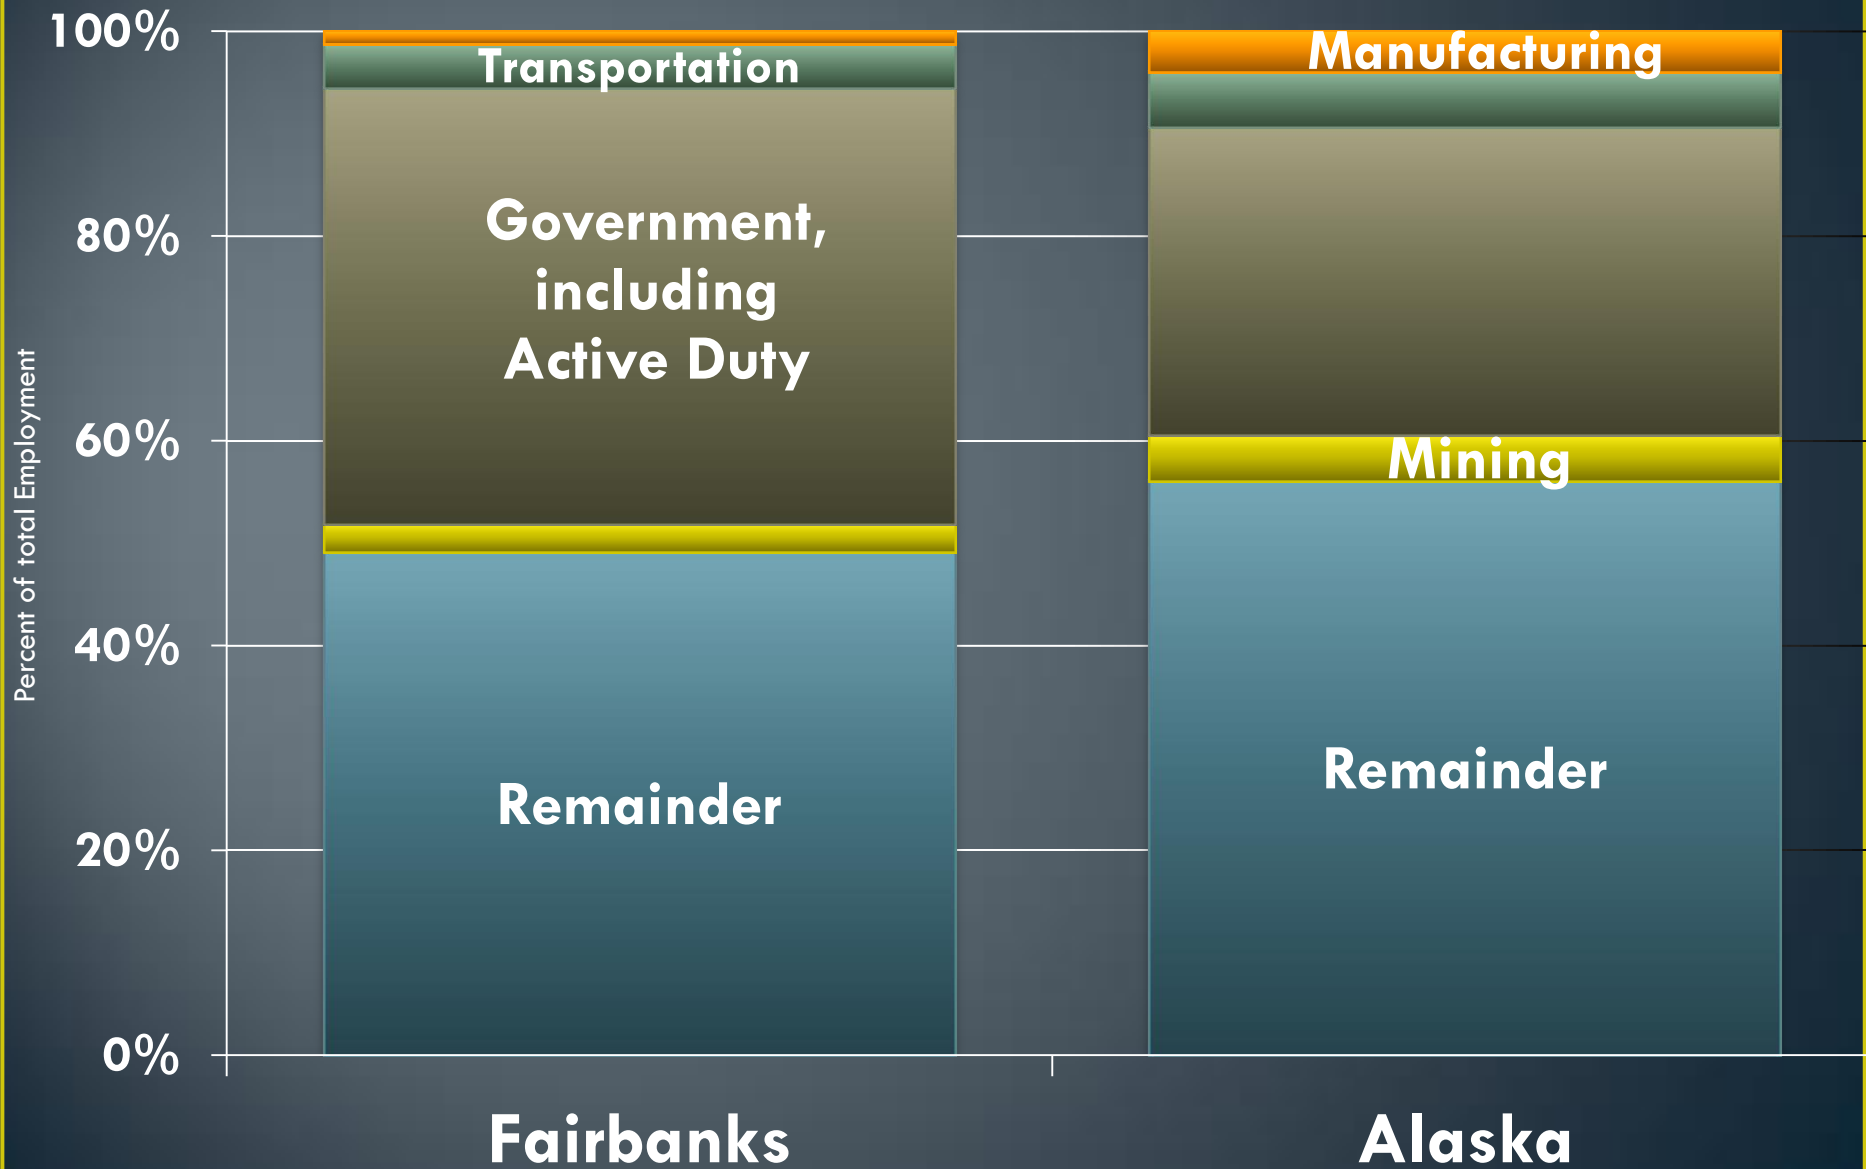 100%
80%
60%
40%
20%
0%
Percent of total Employment
Transportation
Government,
including
Active Duty
Remainder
Manufacturing
Mining
Remainder
Fairbanks
Alaska